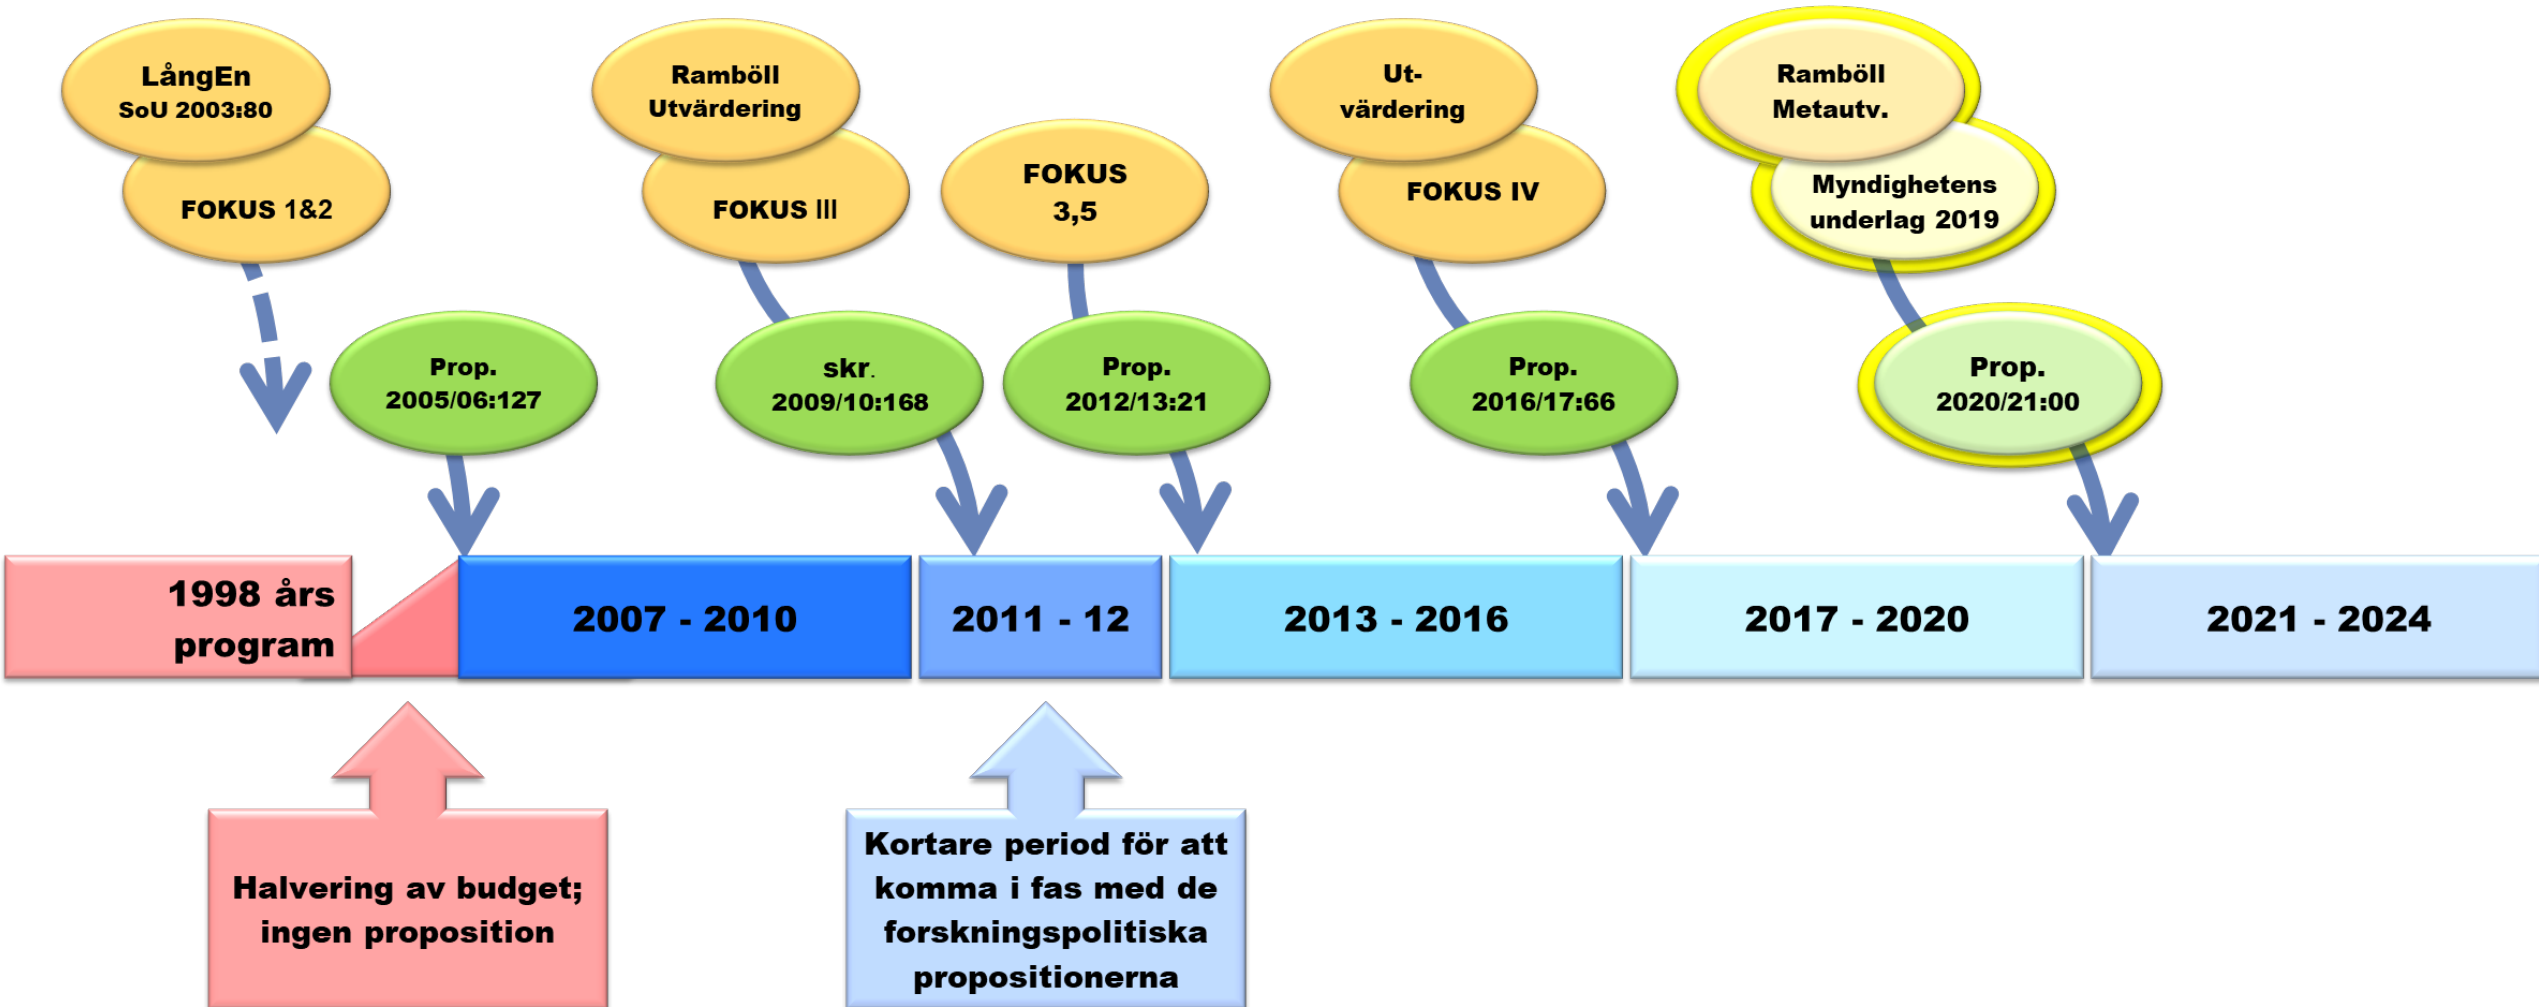 LångEn
SoU 2003:80
FOKUS 1&2
Ramböll
Utvärdering
FOKUS III
FOKUS
3,5
Ut-
värdering
FOKUS IV
Ramböll
Metautv.
Myndighetens
underlag 2019
Prop.
2005/06:127
skr.
2009/10:168
Prop.
2012/13:21
Prop.
2016/17:66
Prop.
2020/21:00
1998 års
program
2007 - 2010
2011 - 12
2013 - 2016
2017 - 2020
2021 - 2024
Halvering av budget;
ingen proposition
Kortare period för att
komma i fas med de
forskningspolitiska
propositionerna